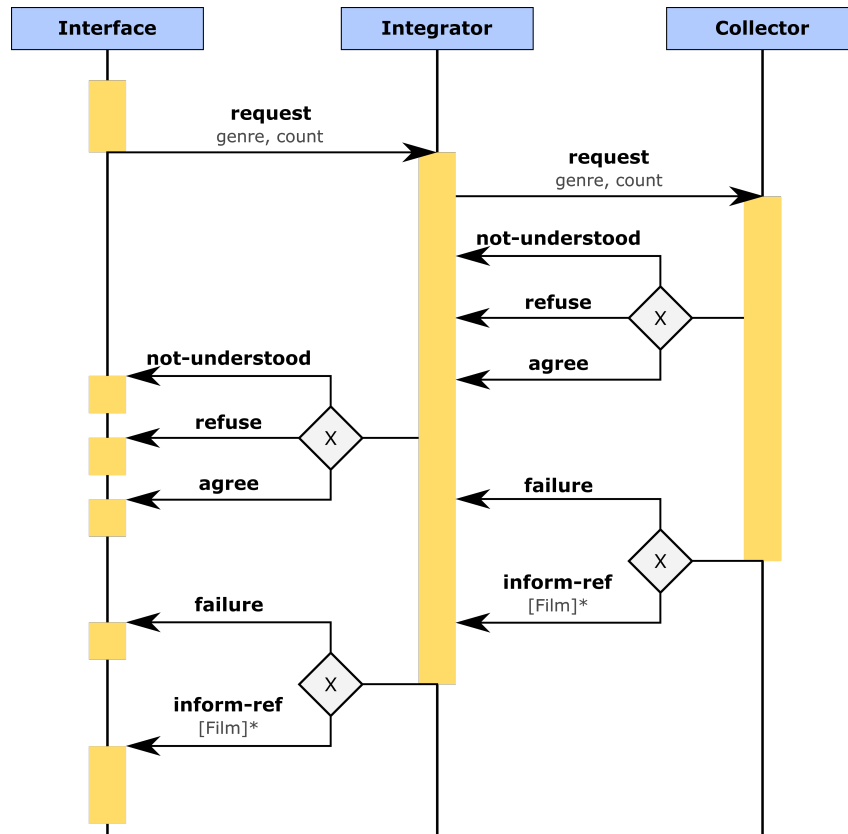 Interface
Integrator
Collector
request
genre, count
request
genre, count
not-understood
X
refuse
agree
not-understood
X
refuse
agree
failure
X
inform-ref
[Film]*
failure
X
inform-ref
[Film]*